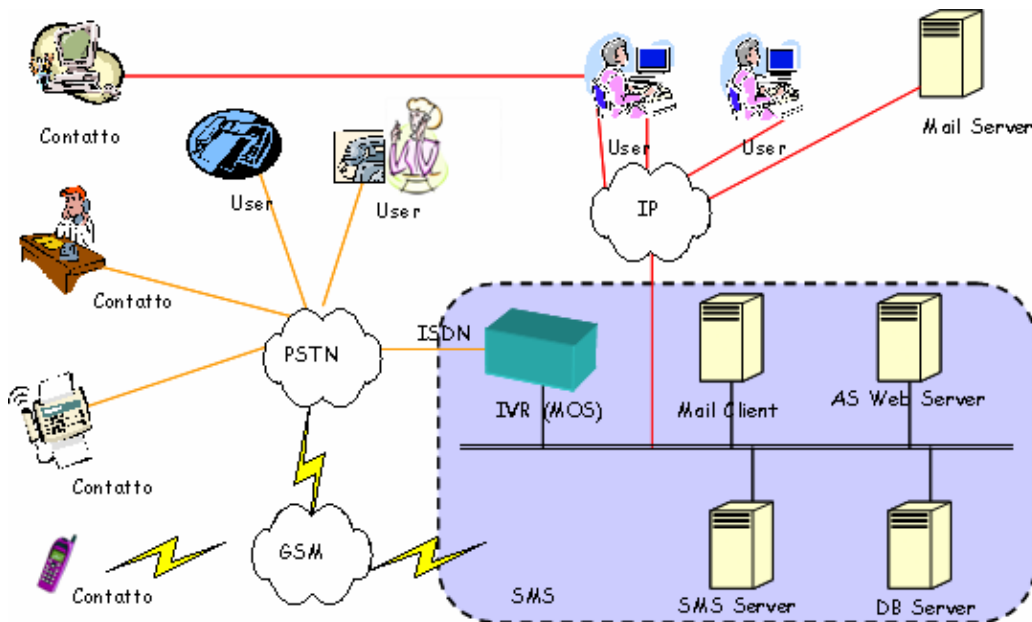 Contatto
User
User
Mail Server
User
User
IP
Contatto
PSTN
ISDN
IVR (MOS)
Mail Client
AS Web Server
Contatto
GSM
Contatto
SMS
SMS Server
DB Server